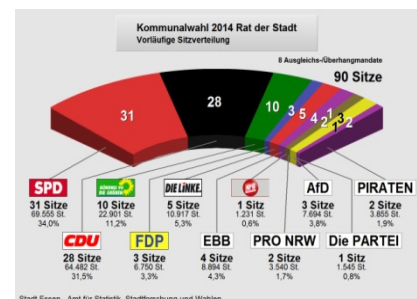 Kommunalwahl 2014 Rat der Stadt
Vorläufige Sitzverteilung
8 Ausgleichs-/Überhangmandate
90 Sitze
31
28
10
3
5
4
2
1
1
3
2
SPD
31 Sitze
69.555 St.
34,0%
BÜNDNIS 90
DIE GRÜNEN
10 Sitze
22.901 St.
11,2%
DIE LINKE.
5 Sitze
10.917 St.
5,3%
1 Sitz
1.231 St.
0,6%
AfD
3 Sitze
7.694 St.
3,8%
PIRATEN
2 Sitze
3.855 St.
1,9%
CDU
28 Sitze
64.482 St.
31,5%
FDP
3 Sitze
6.750 St.
3,3%
EBB
4 Sitze
8.894 St.
4,3%
PRO NRW
2 Sitze
3.540 St.
1,7%
Die PARTEI
1 Sitz
1.545 St.
0,8%
Stadt Essen - Amt für Statistik, Stadtforschung und Wahlen